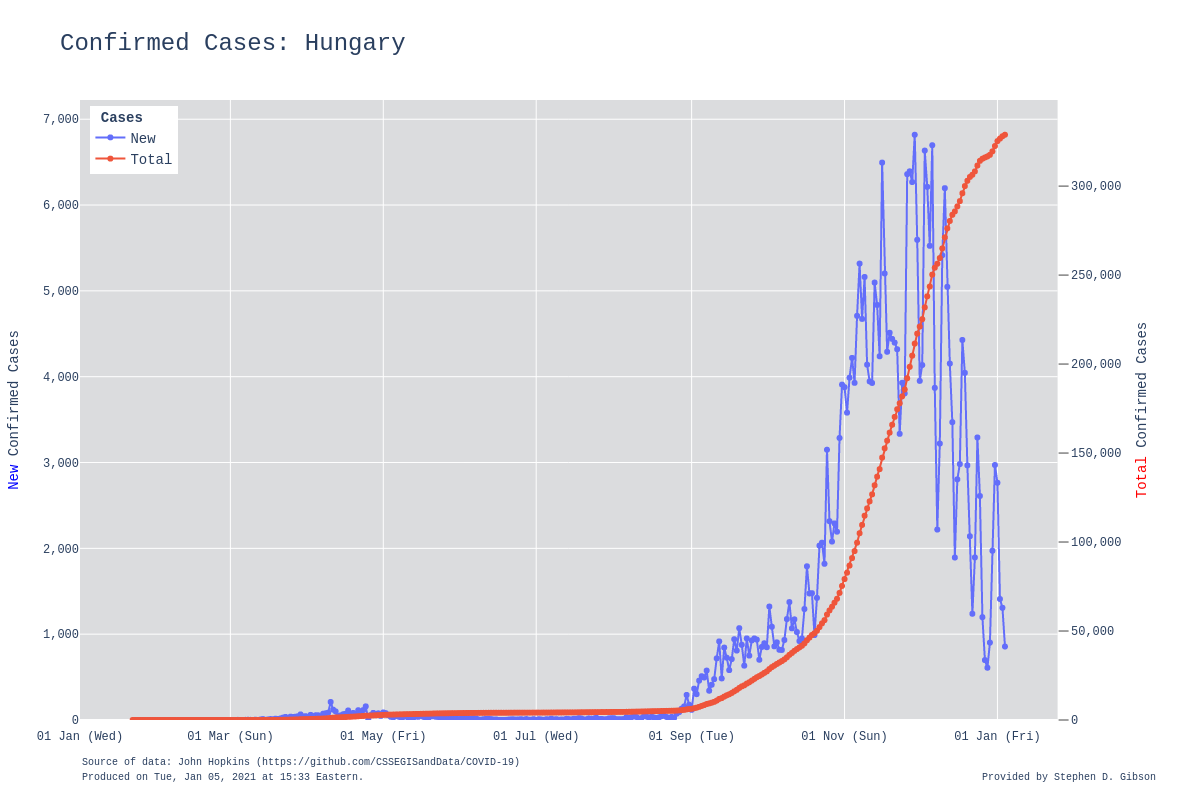 Confirmed Cases: Hungary
Cases
New
Total
7,000
6,000
5,000
4,000
3,000
2,000
1,000
0
New Confirmed Cases
300,000
250,000
200,000
150,000
100,000
50,000
0
Total Confirmed Cases
01 Jan (Wed) 01 Mar (Sun) 01 May (Fri) 01 Jul (Wed) 01 Sep (Tue) 01 Nov (Sun) 01 Jan (Fri)
Source of data: John Hopkins (https://github.com/CSSEGISandData/COVID-19)
Produced on Tue, Jan 05, 2021 at 15:33 Eastern.
Provided by Stephen D. Gibson